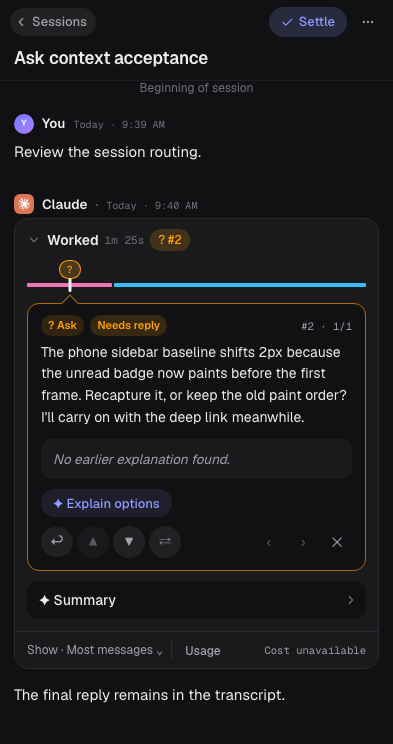 Sessions
Settle
Ask context acceptance
Beginning of session
Y You Today · 9:39 AM
Review the session routing.
Claude · Today · 9:40 AM
Worked 1m 25s ? #2
?
? Ask Needs reply #2 · 1/1
The phone sidebar baseline shifts 2px because
the unread badge now paints before the first
frame. Recapture it, or keep the old paint order?
I'll carry on with the deep link meanwhile.
No earlier explanation found.
Explain options
Summary
Show · Most messages Usage Cost unavailable
The final reply remains in the transcript.